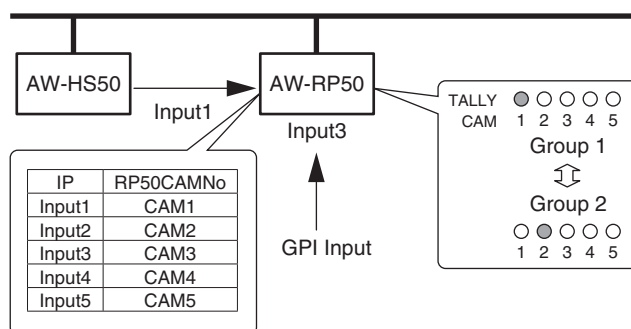 AW-HS50
AW-RP50
Input1
Input3
GPI Input
IP RP50CAMNo
Input1 CAM1
Input2 CAM2
Input3 CAM3
Input4 CAM4
Input5 CAM5
TALLY
CAM 1 2 3 4 5
Group 1
Group 2
1 2 3 4 5